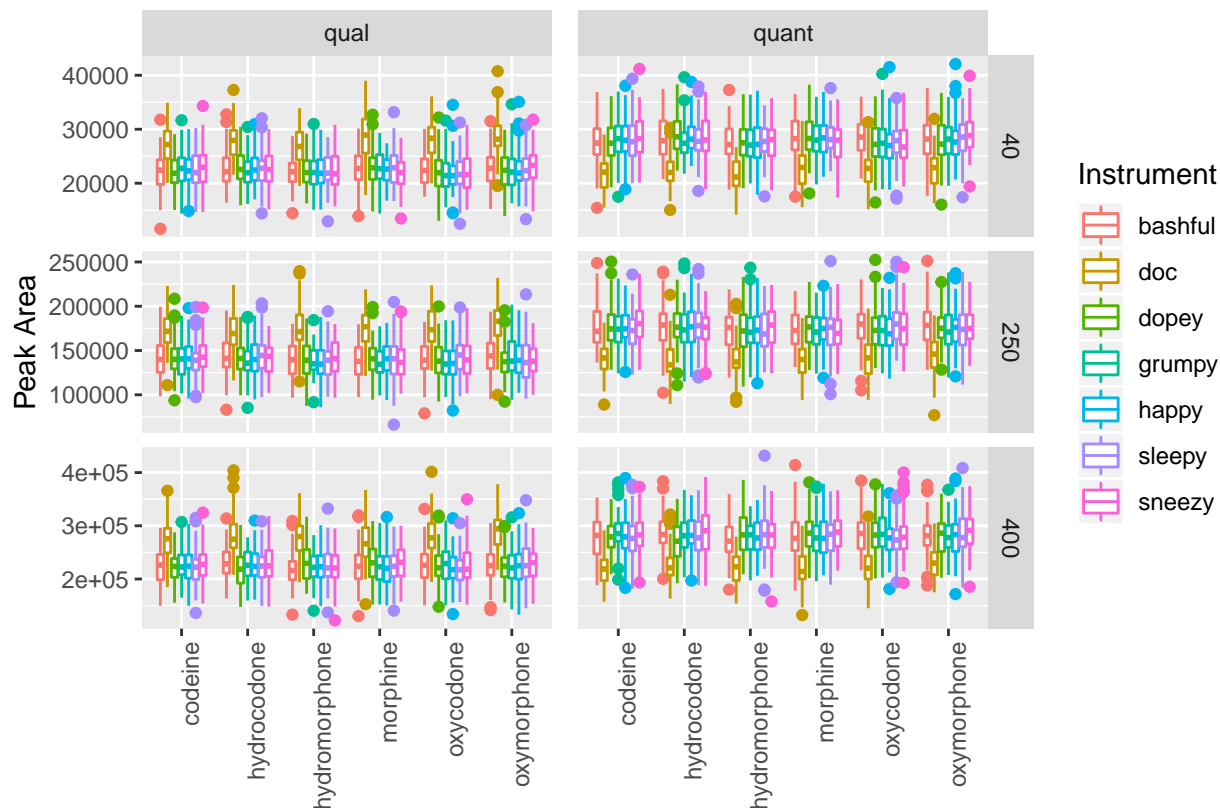 qual
quant
40000
30000
20000
40
250000
200000
150000
100000
250
4e+05
3e+05
2e+05
400
Peak Area
codeine
hydrocodone
hydromorphone
morphine
oxycodone
oxymorphone
codeine
hydrocodone
hydromorphone
morphine
oxycodone
oxymorphone
Instrument
bashful
doc
dopey
grumpy
happy
sleepy
sneezy